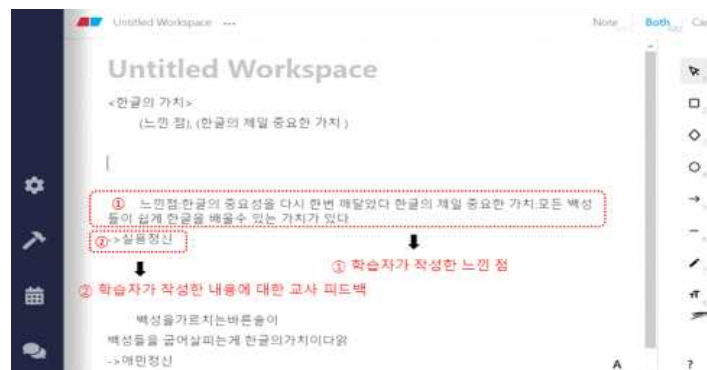 Untitled Workspace ...
Note Both Can
Untitled Workspace
<한글의 가치>
(느낀 점), (한글의 제일 중요한 가치 )
① 느낀점:한글의 중요성을 다시 한번 깨달았다 한글의 제일 중요한 가치:모든 백성
들이 쉽게 한글을 배울수 있는 가치가 있다
②->실용정신
① 학습자가 작성한 느낀 점
② 학습자가 작성한 내용에 대한 교사 피드백
백성을가르치는바른솔이
백성들을 굽어살피는게 한글의가치이다왉
->애민정신
A ?